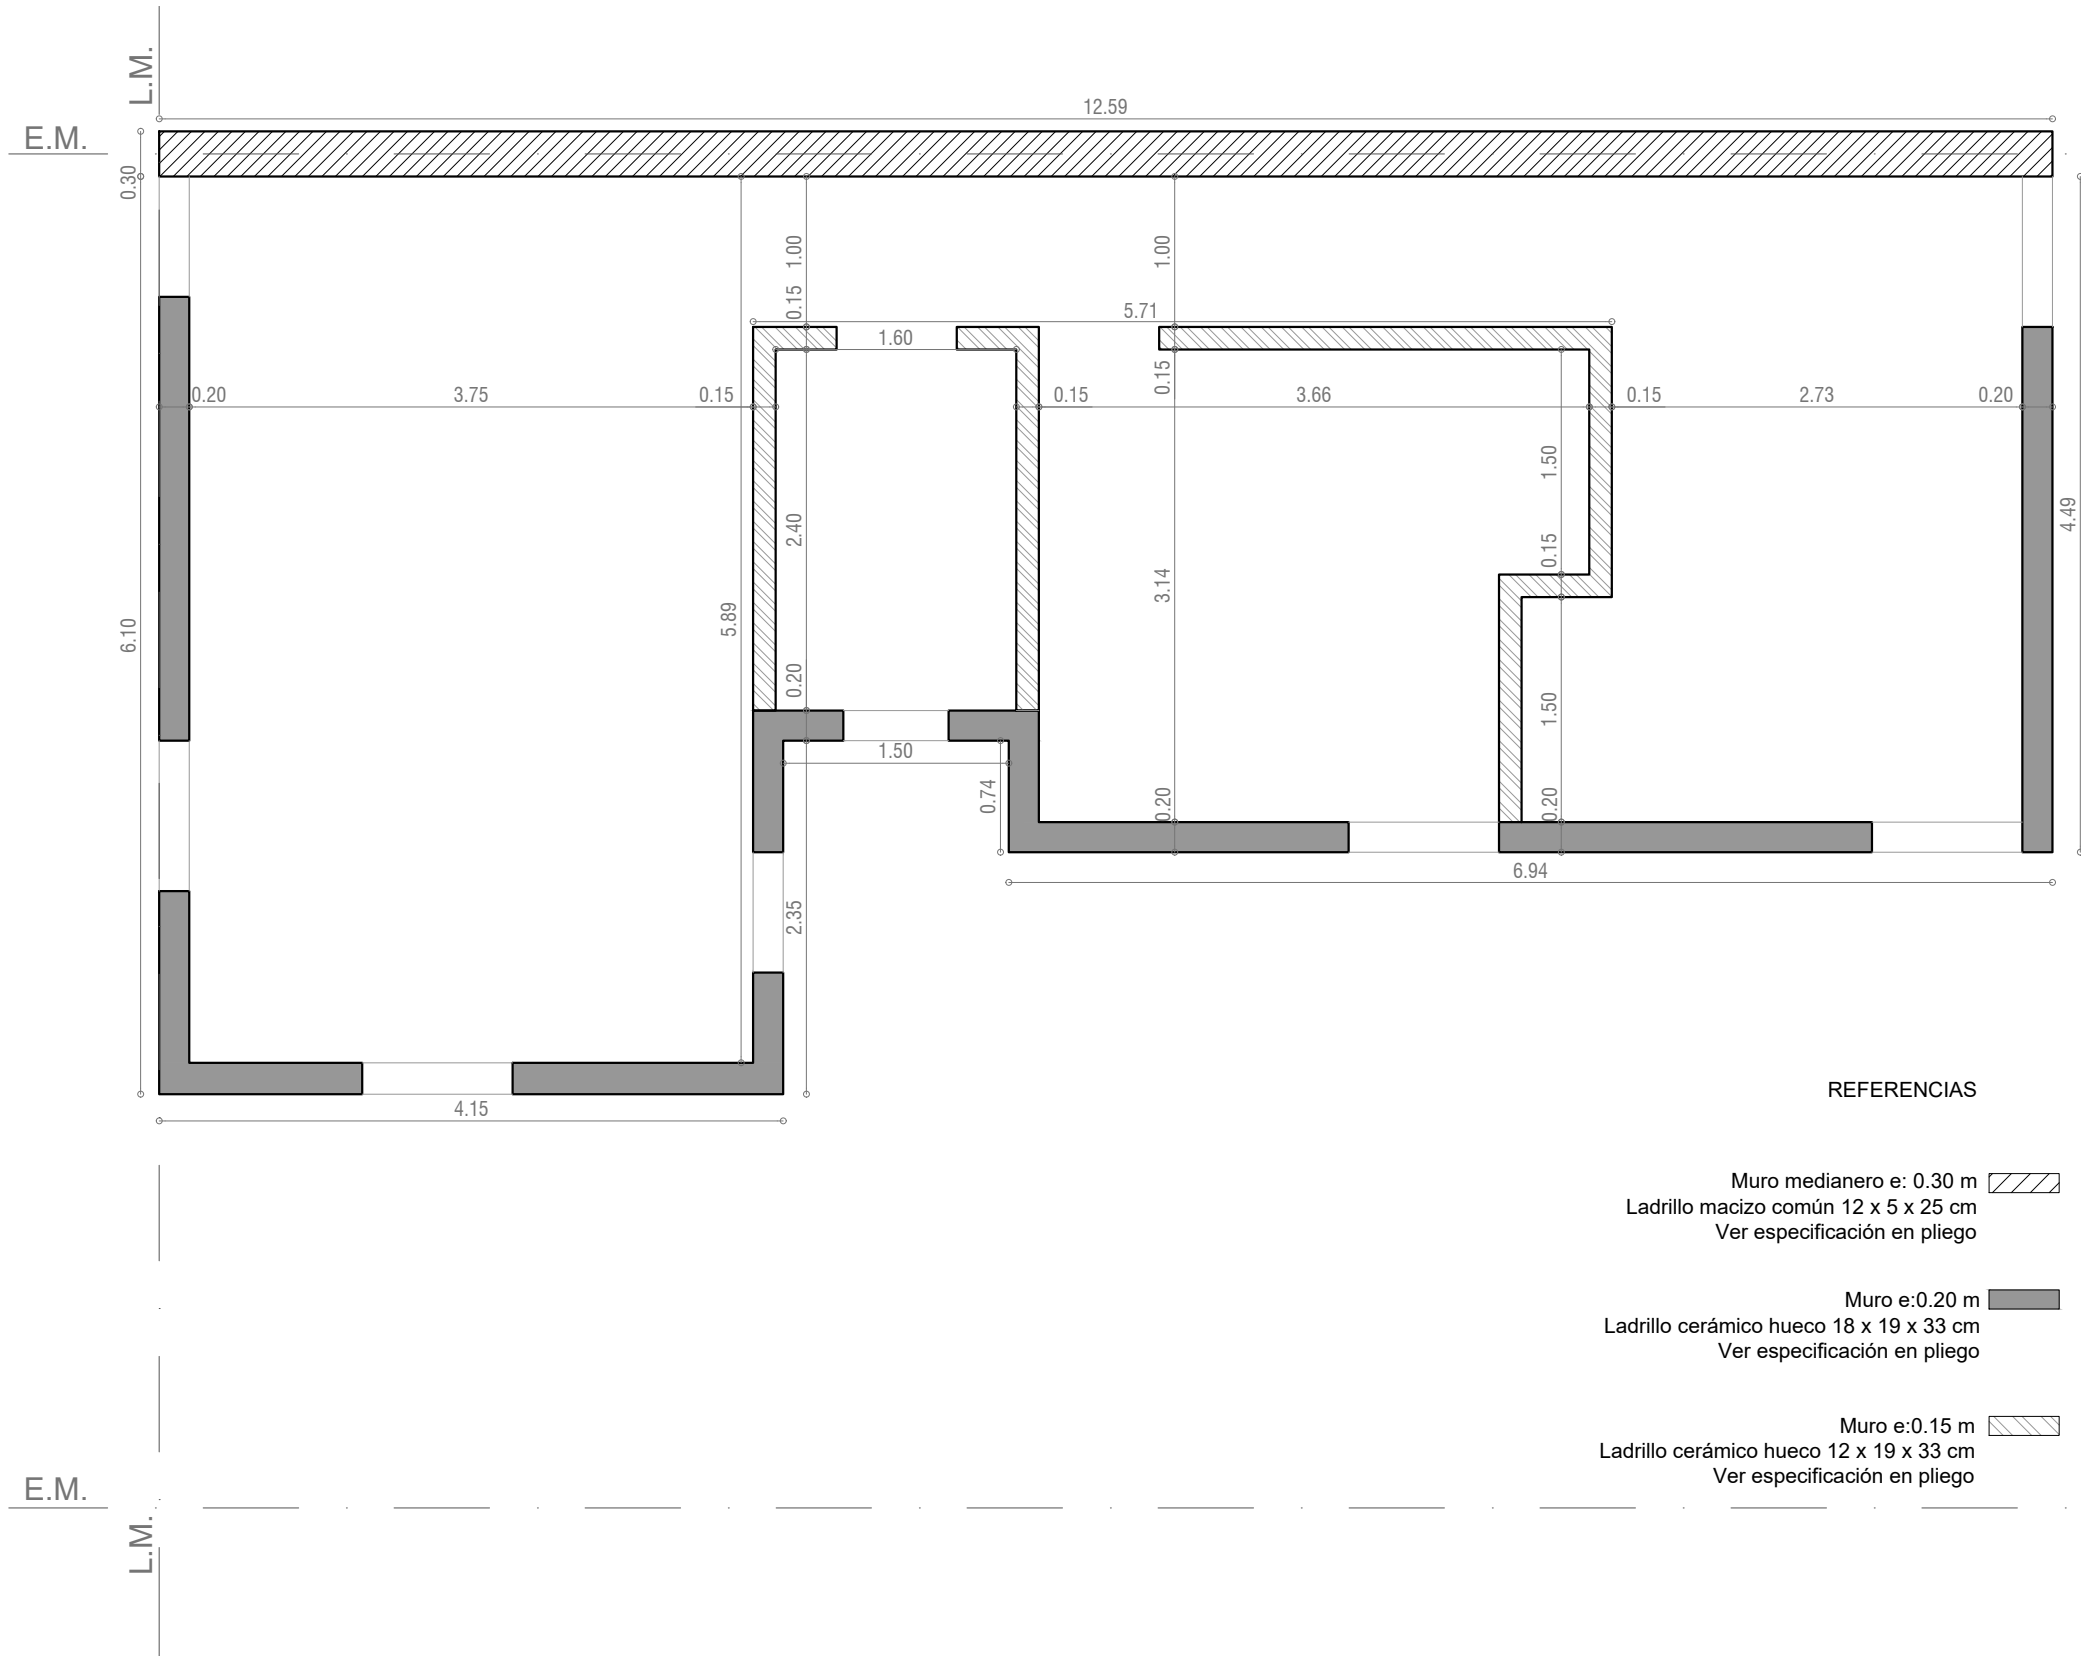 L.M.
12.59
E.M.
0.30
1.00
1.00
0.15
5.71
1.60
0.15
0.20
3.75
0.15
0.15
3.66
0.15
2.73
0.20
1.50
4.49
2.40
0.15
3.14
5.89
6.10
0.20
1.50
1.50
0.74
0.20
0.20
6.94
2.35
4.15
REFERENCIAS
Muro medianero e: 0.30 m
Ladrillo macizo común 12 x 5 x 25 cm
Ver especificación en pliego
Muro e:0.20 m
Ladrillo cerámico hueco 18 x 19 x 33 cm
Ver especificación en pliego
Muro e:0.15 m
Ladrillo cerámico hueco 12 x 19 x 33 cm
Ver especificación en pliego
E.M.
L.M.